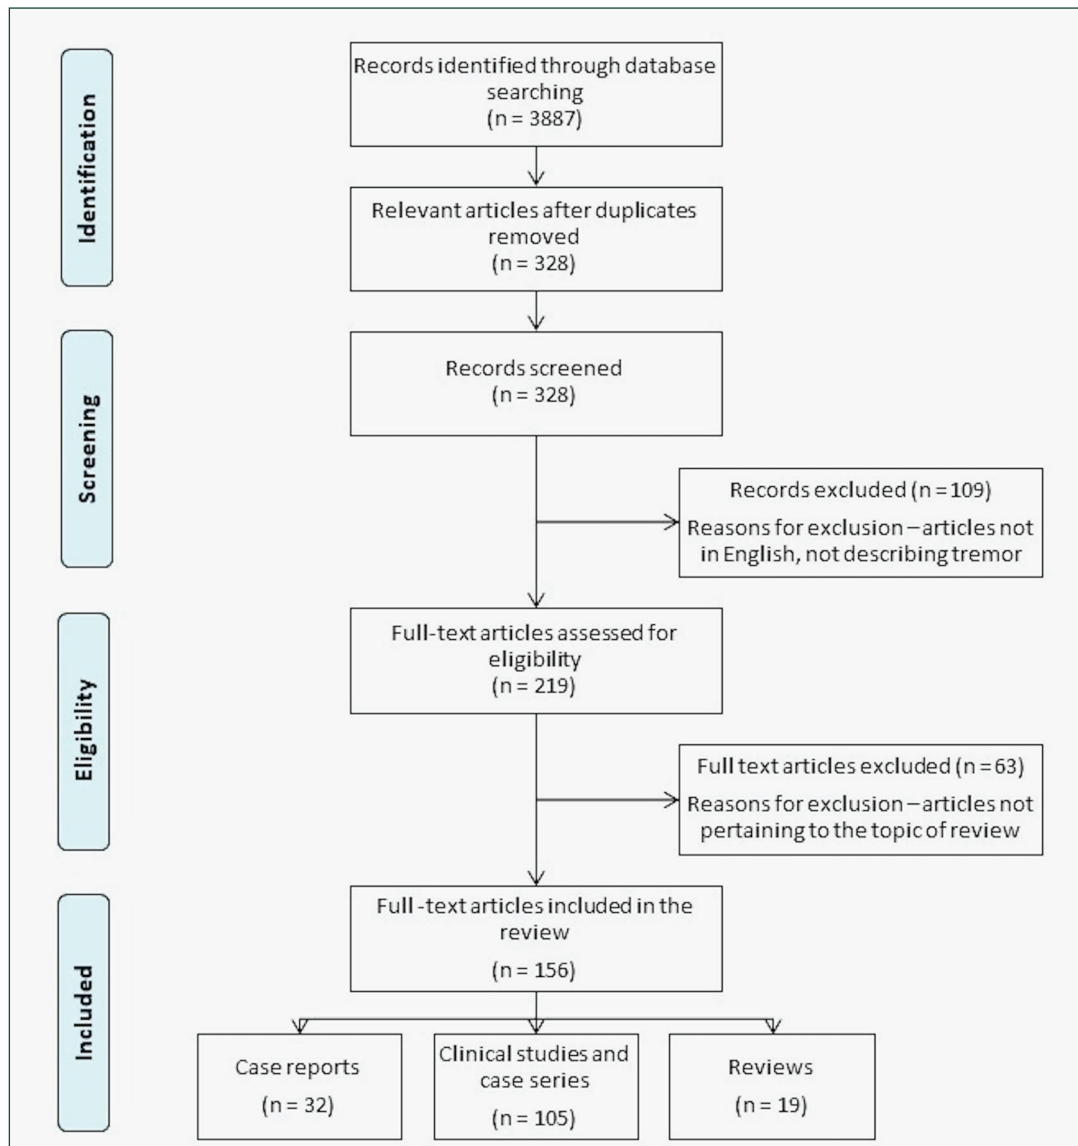 Identification
Records identified through database
searching
(n = 3887)
Relevant articles after duplicates
removed
(n = 328)
Screening
Records screened
(n = 328)
Records excluded (n = 109)
Reasons for exclusion – articles not
in English, not describing tremor
Eligibility
Full-text articles assessed for
eligibility
(n = 219)
Full text articles excluded (n = 63)
Reasons for exclusion – articles not
pertaining to the topic of review
Included
Full -text articles included in the
review
(n = 156)
Case reports
(n = 32)
Clinical studies and
case series
(n = 105)
Reviews
(n = 19)